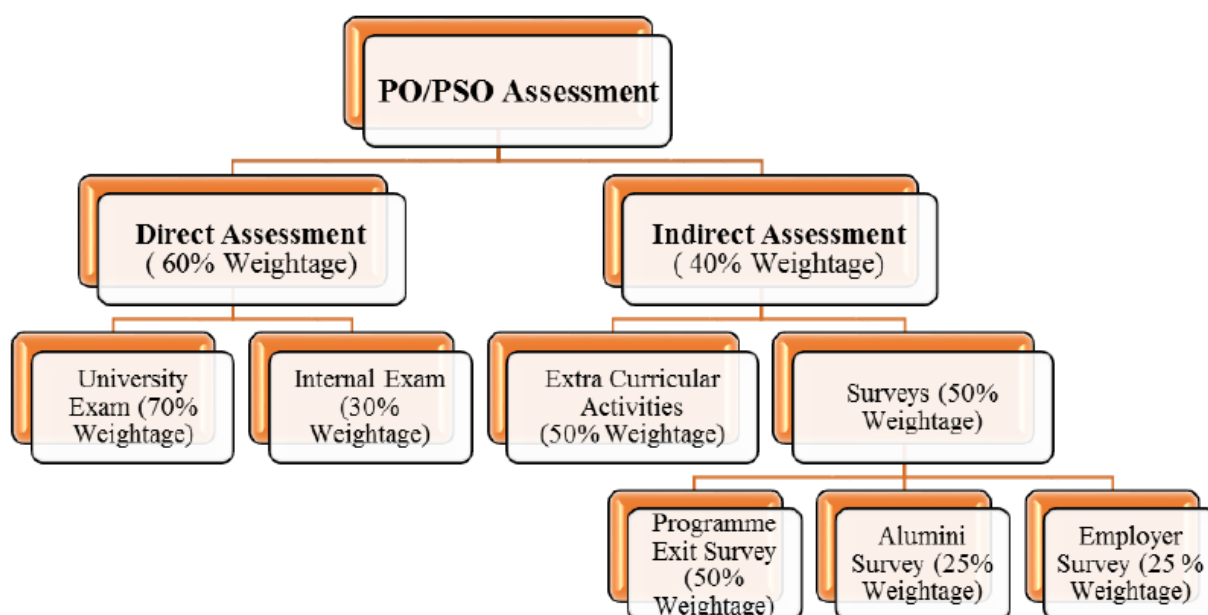 PO/PSO Assessment
Direct Assessment
( 60% Weightage)
Indirect Assessment
( 40% Weightage)
University
Exam (70%
Weightage)
Internal Exam
(30%
Weightage)
Extra Curricular
Activities
(50% Weightage)
Surveys (50%
Weightage)
Programme
Exit Survey
(50%
Weightage)
Alumini
Survey (25%
Weightage)
Employer
Survey (25 %
Weightage)